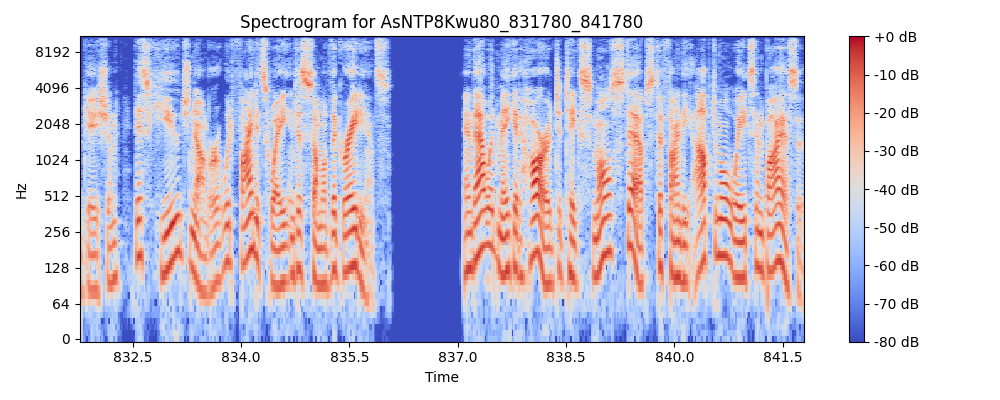 Spectrogram for AsNTP8Kwu80_831780_841780
8192
4096
2048
1024
512
256
128
64
0
Hz
832.5 834.0 835.5 837.0 838.5 840.0 841.5
Time
+0 dB
-10 dB
-20 dB
-30 dB
-40 dB
-50 dB
-60 dB
-70 dB
-80 dB